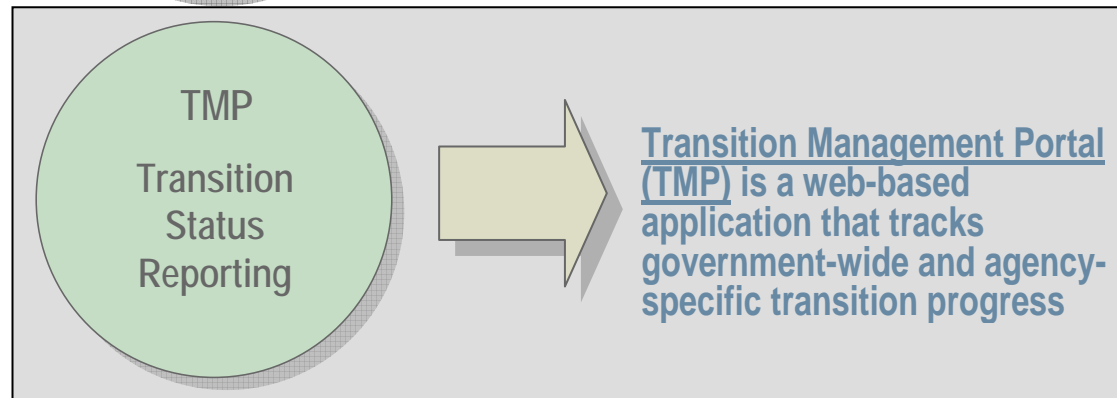 TMP
Transition
Status
Reporting
Transition Management Portal
(TMP) is a web-based
application that tracks
government-wide and agency-
specific transition progress